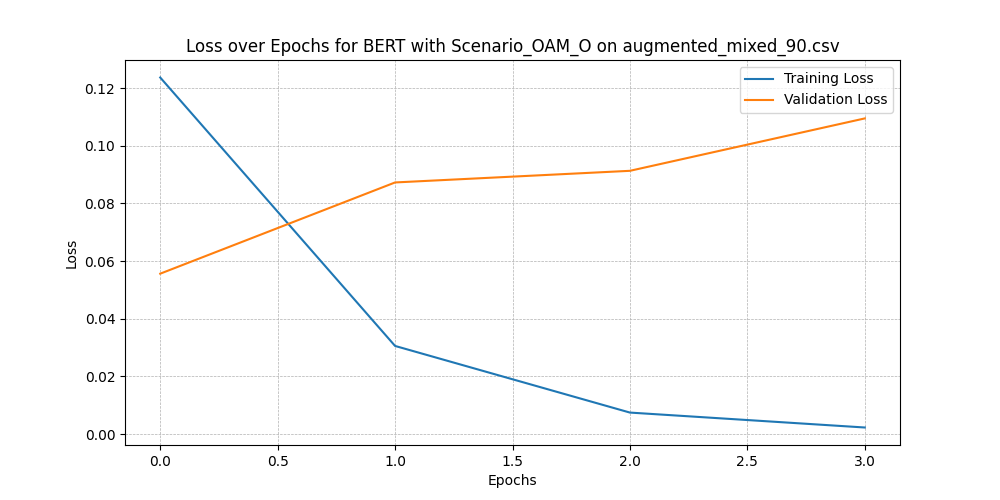 Loss over Epochs for BERT with Scenario_OAM_O on augmented_mixed_90.csv
Training Loss
Validation Loss
0.12
0.10
0.08
0.06
0.04
0.02
0.00
Loss
0.0 0.5 1.0 1.5 2.0 2.5 3.0
Epochs